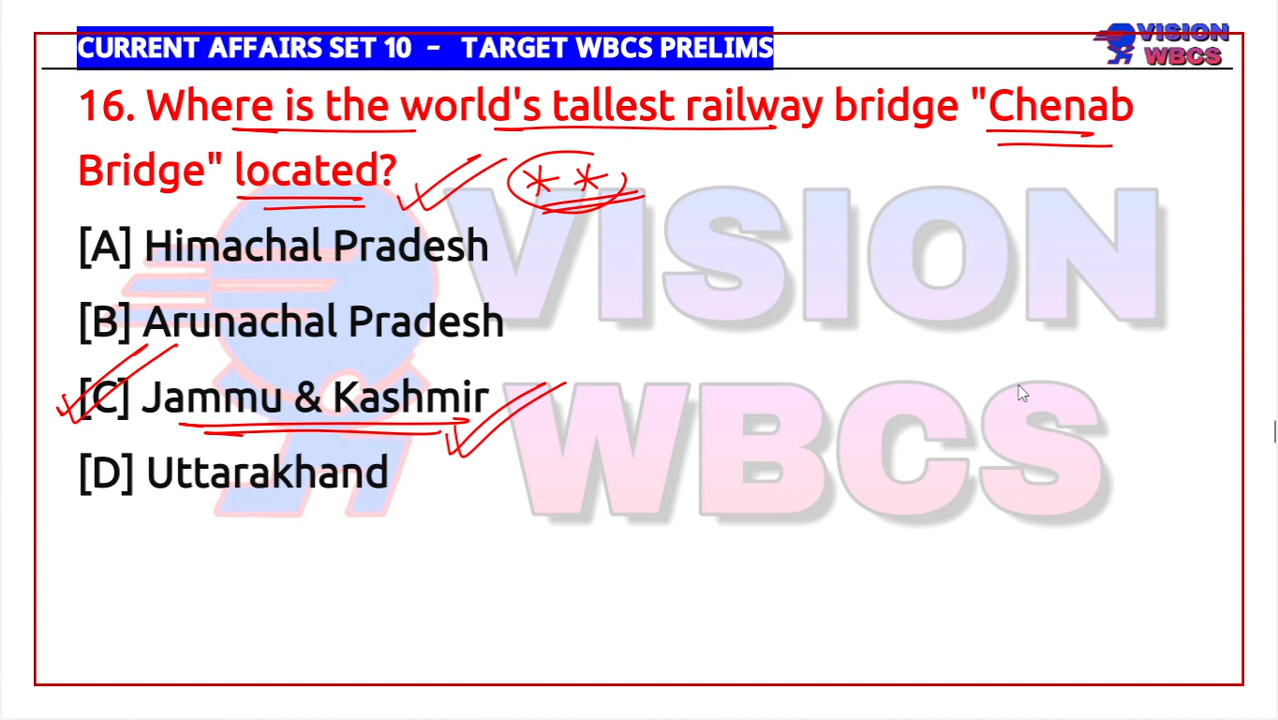 CURRENT AFFAIRS SET 10 - TARGET WBCS PRELIMS
VISION
WBCS
16. Where is the world's tallest railway bridge "Chenab
Bridge" located?
[A] Himachal Pradesh
[B] Arunachal Pradesh
[C] Jammu & Kashmir
[D] Uttarakhand
VISION
WBCS